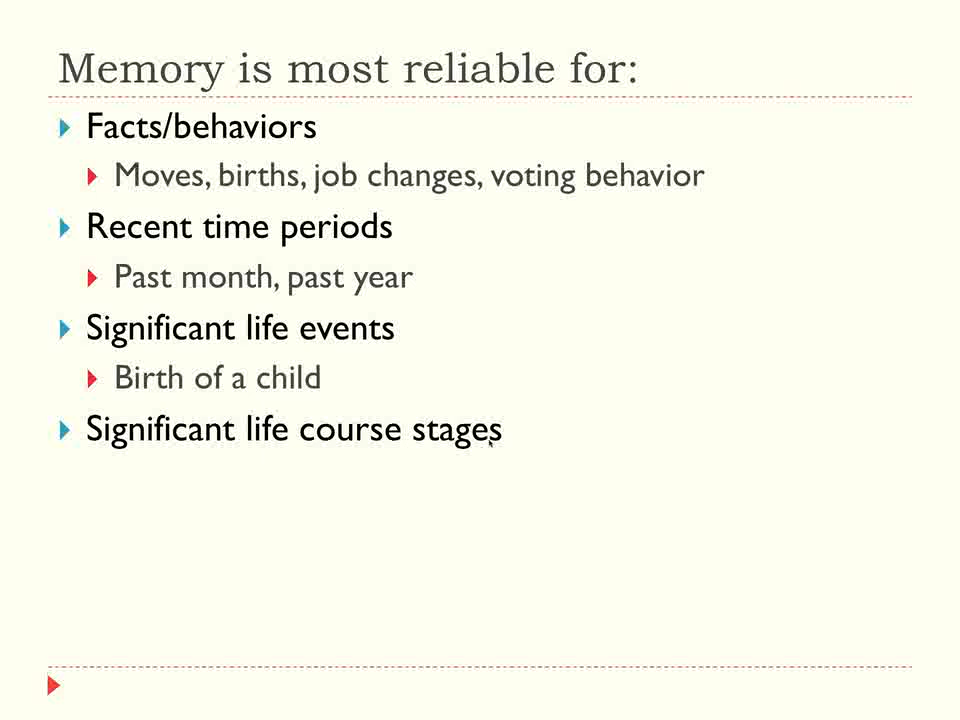 Memory is most reliable for:
Facts/behaviors
Moves, births, job changes, voting behavior
Recent time periods
Past month, past year
Significant life events
Birth of a child
Significant life course stages